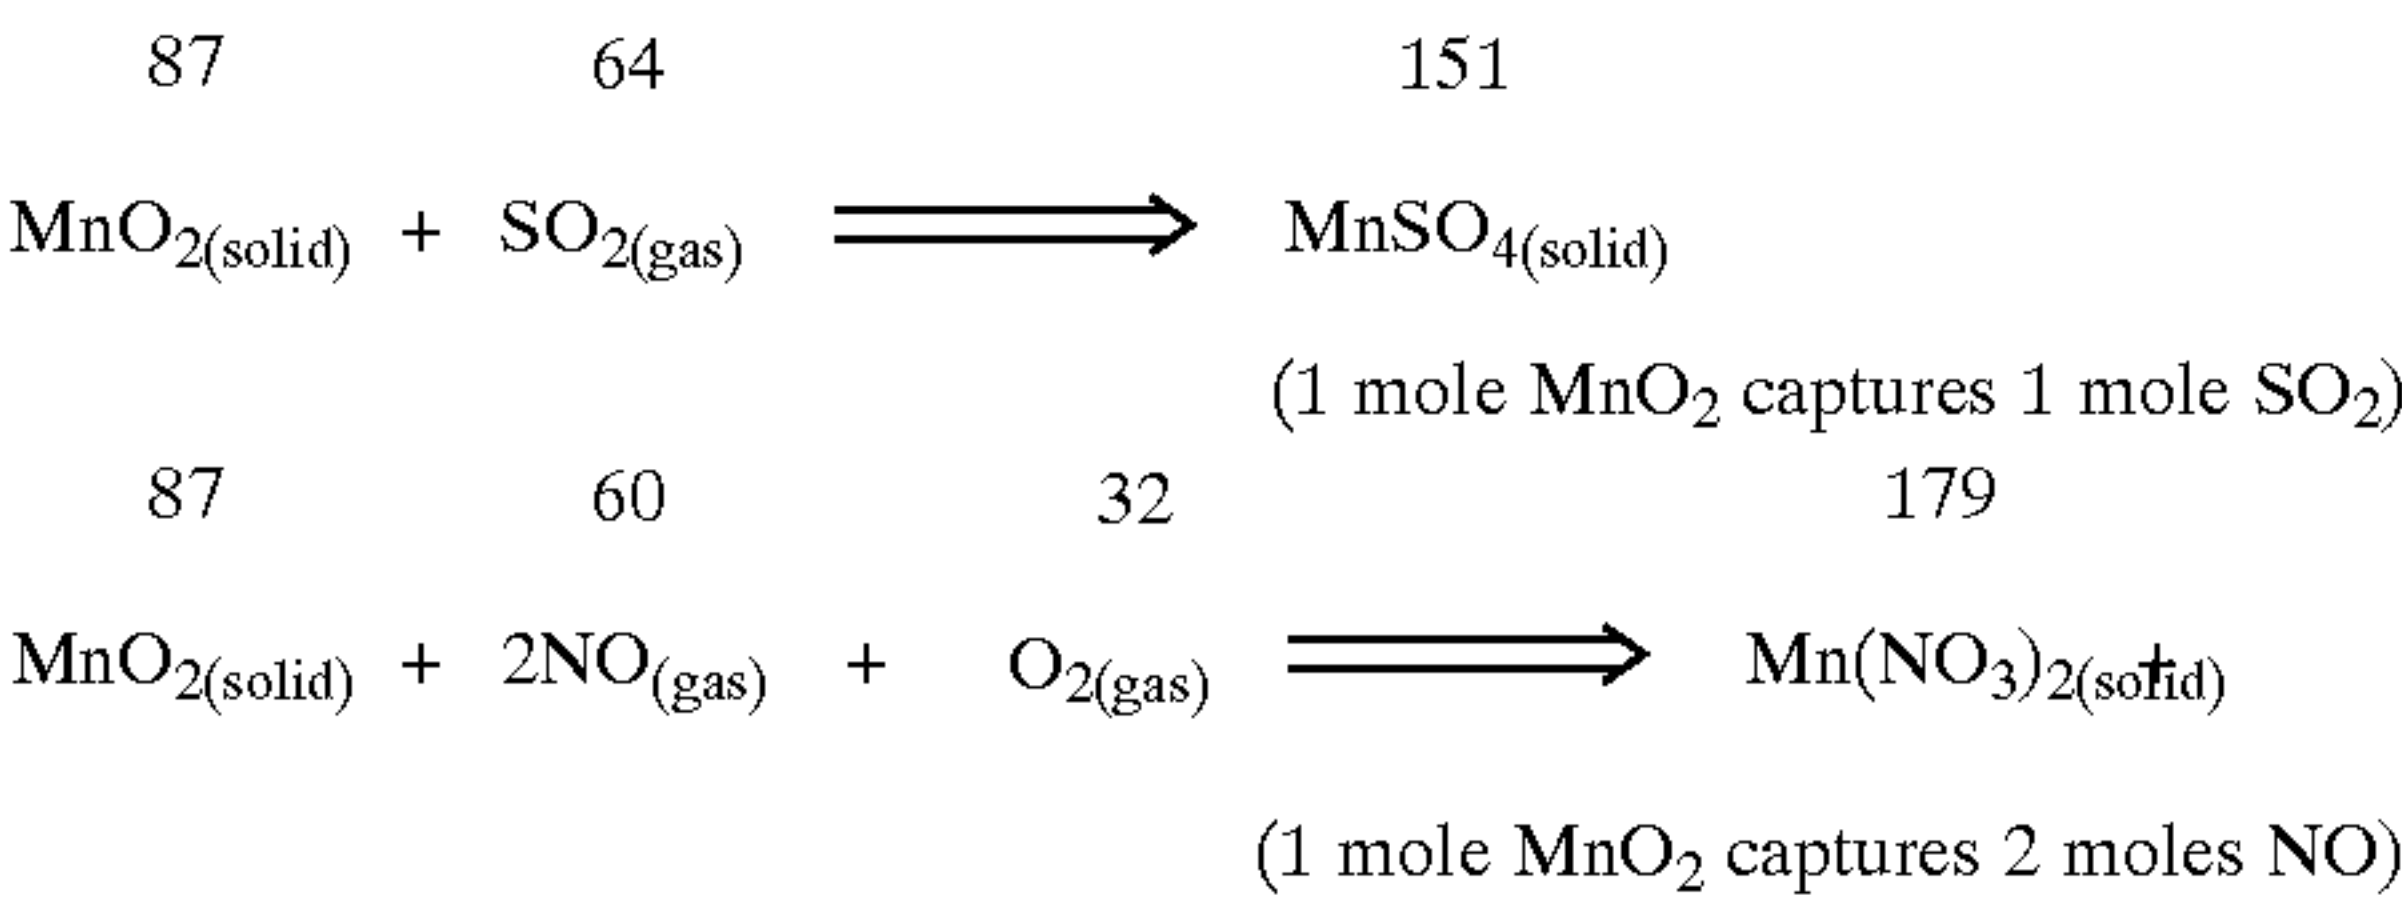 87 64 151
MnO₂(solid) + SO₂(gas) ⟹ MnSO₄(solid)
(1 mole MnO₂ captures 1 mole SO₂)
87 60 32 179
MnO₂(solid) + 2NO(gas) + O₂(gas) ⟹ Mn(NO₃)₂(solid) +
(1 mole MnO₂ captures 2 moles NO)